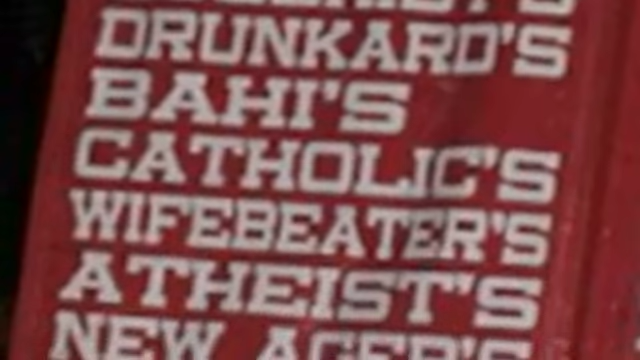 DRUNKARD'S
BAHI'S
CATHOLIC'S
WIFEBEATER'S
ATHEIST'S
NEW AGER'S